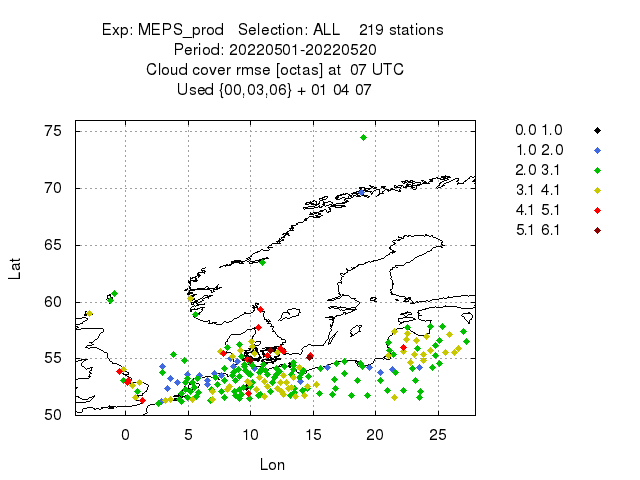 Exp: MEPS_prod Selection: ALL 219 stations
Period: 20220501-20220520
Cloud cover rmse [octas] at 07 UTC
Used {00,03,06} + 01 04 07
75
70
65
60
55
50
0 5 10 15 20 25
Lat
Lon
0.0 1.0
1.0 2.0
2.0 3.1
3.1 4.1
4.1 5.1
5.1 6.1